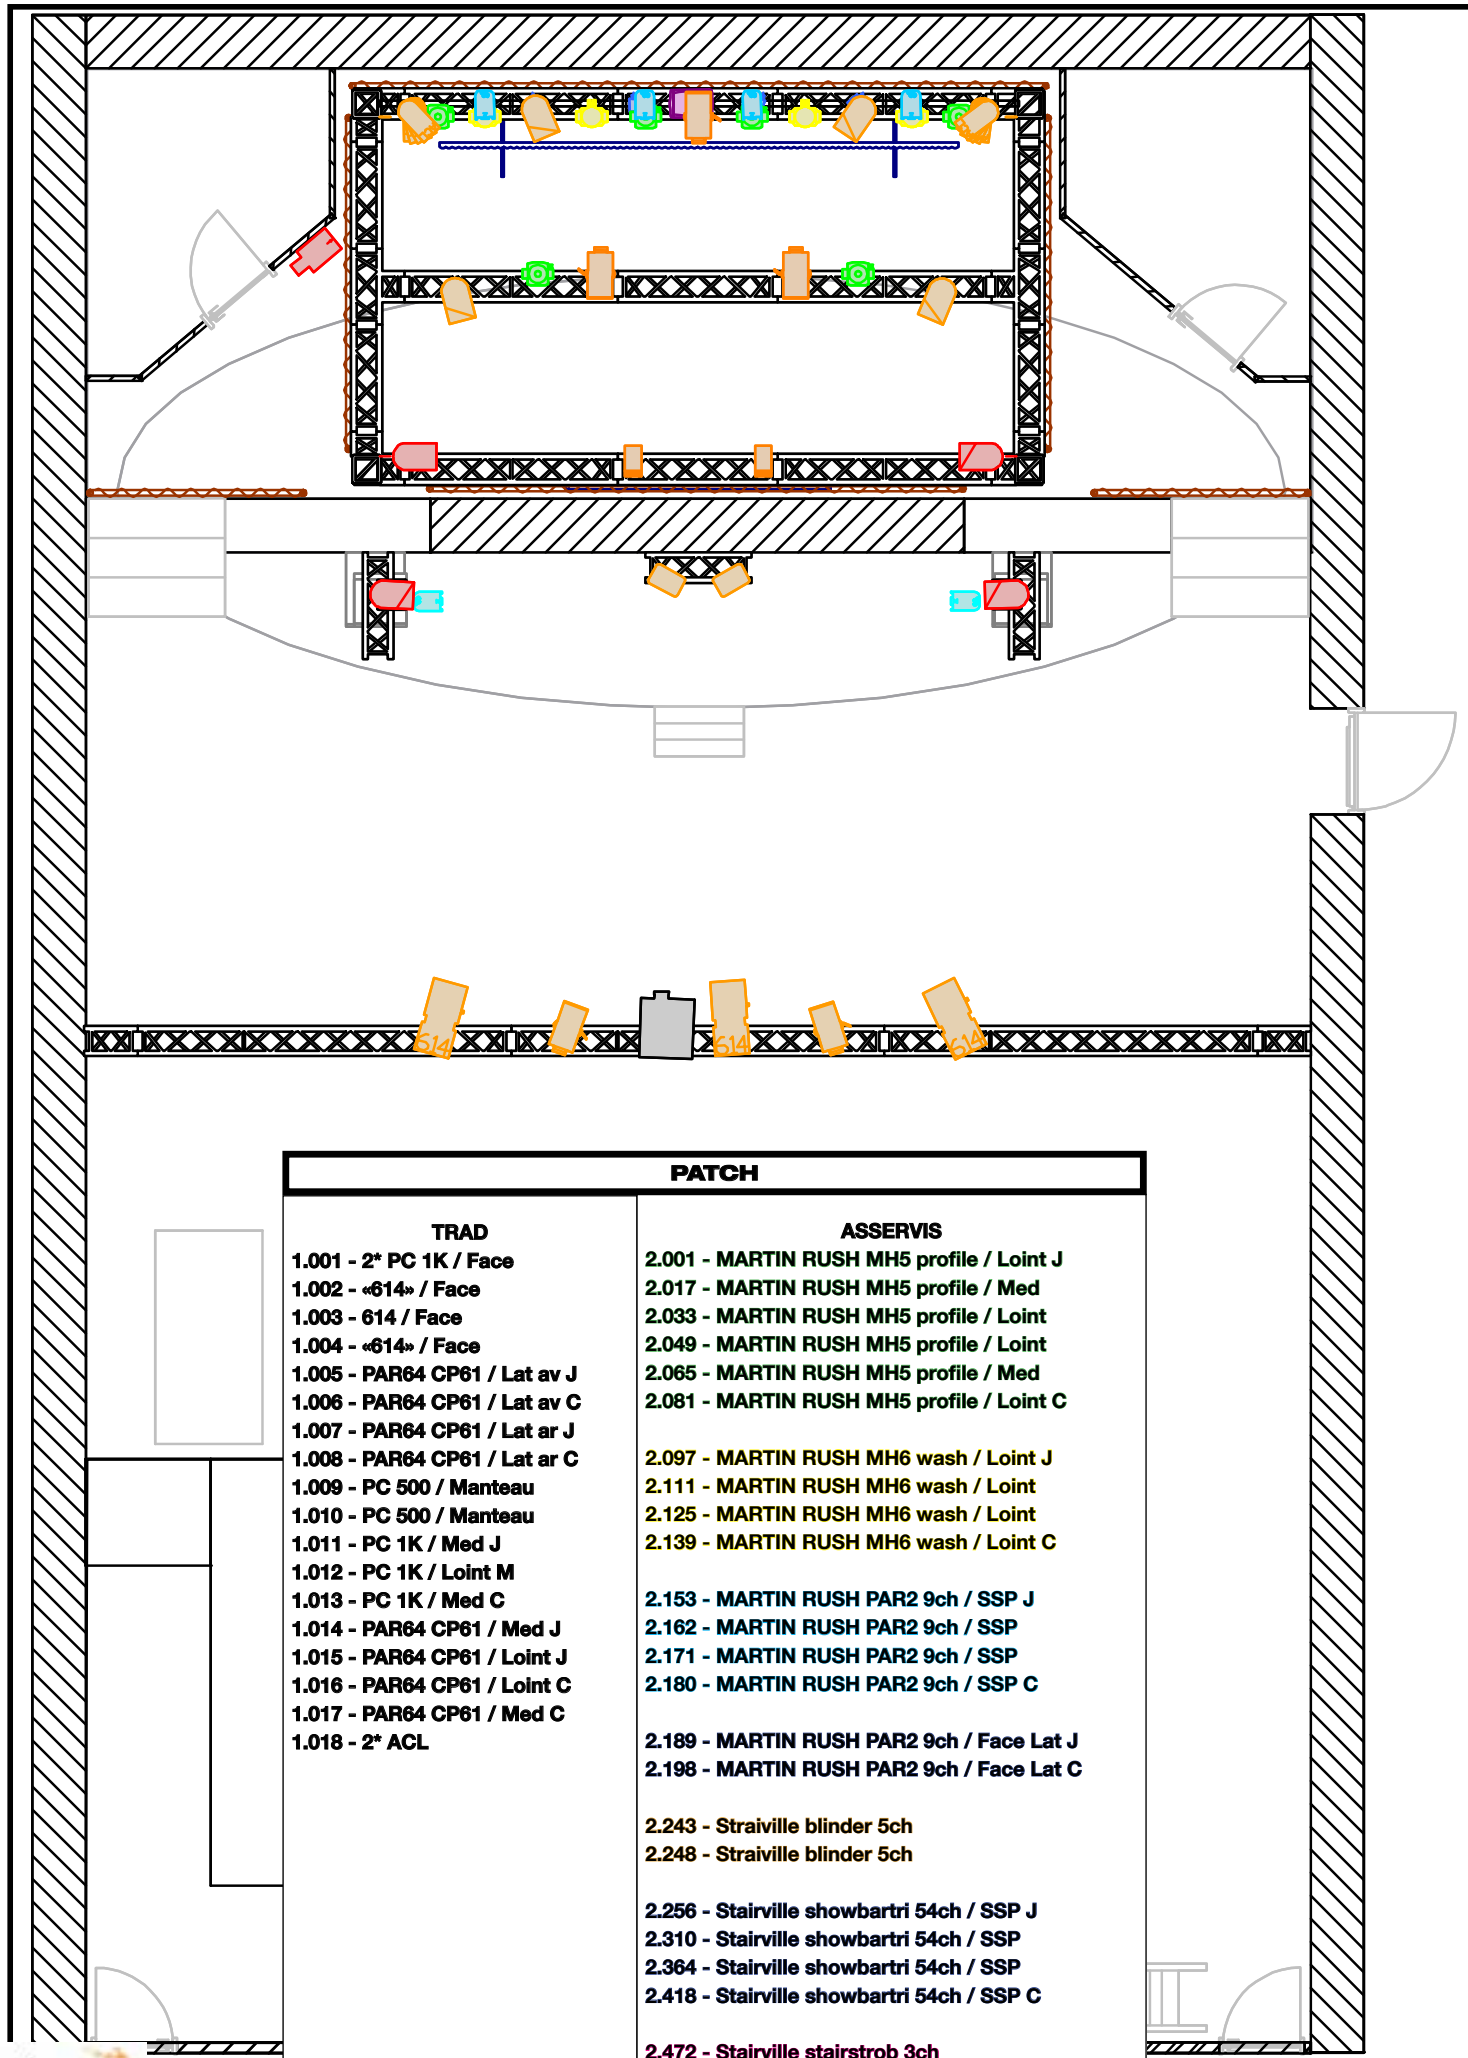 614
614
614
PATCH
TRAD
1.001 - 2* PC 1K / Face
1.002 - «614» / Face
1.003 - 614 / Face
1.004 - «614» / Face
1.005 - PAR64 CP61 / Lat av J
1.006 - PAR64 CP61 / Lat av C
1.007 - PAR64 CP61 / Lat ar J
1.008 - PAR64 CP61 / Lat ar C
1.009 - PC 500 / Manteau
1.010 - PC 500 / Manteau
1.011 - PC 1K / Med J
1.012 - PC 1K / Loint M
1.013 - PC 1K / Med C
1.014 - PAR64 CP61 / Med J
1.015 - PAR64 CP61 / Loint J
1.016 - PAR64 CP61 / Loint C
1.017 - PAR64 CP61 / Med C
1.018 - 2* ACL
ASSERVIS
2.001 - MARTIN RUSH MH5 profile / Loint J
2.017 - MARTIN RUSH MH5 profile / Med
2.033 - MARTIN RUSH MH5 profile / Loint
2.049 - MARTIN RUSH MH5 profile / Loint
2.065 - MARTIN RUSH MH5 profile / Med
2.081 - MARTIN RUSH MH5 profile / Loint C
2.097 - MARTIN RUSH MH6 wash / Loint J
2.111 - MARTIN RUSH MH6 wash / Loint
2.125 - MARTIN RUSH MH6 wash / Loint
2.139 - MARTIN RUSH MH6 wash / Loint C
2.153 - MARTIN RUSH PAR2 9ch / SSP J
2.162 - MARTIN RUSH PAR2 9ch / SSP
2.171 - MARTIN RUSH PAR2 9ch / SSP
2.180 - MARTIN RUSH PAR2 9ch / SSP C
2.189 - MARTIN RUSH PAR2 9ch / Face Lat J
2.198 - MARTIN RUSH PAR2 9ch / Face Lat C
2.243 - Straiville blinder 5ch
2.248 - Straiville blinder 5ch
2.256 - Stairville showbartri 54ch / SSP J
2.310 - Stairville showbartri 54ch / SSP
2.364 - Stairville showbartri 54ch / SSP
2.418 - Stairville showbartri 54ch / SSP C
2.472 - Stairville stairstrob 3ch